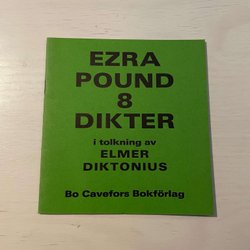 EZRA
POUND
8
DIKTER
i tolkning av
ELMER
DIKTONIUS
Bo Cavefors Bokförlag